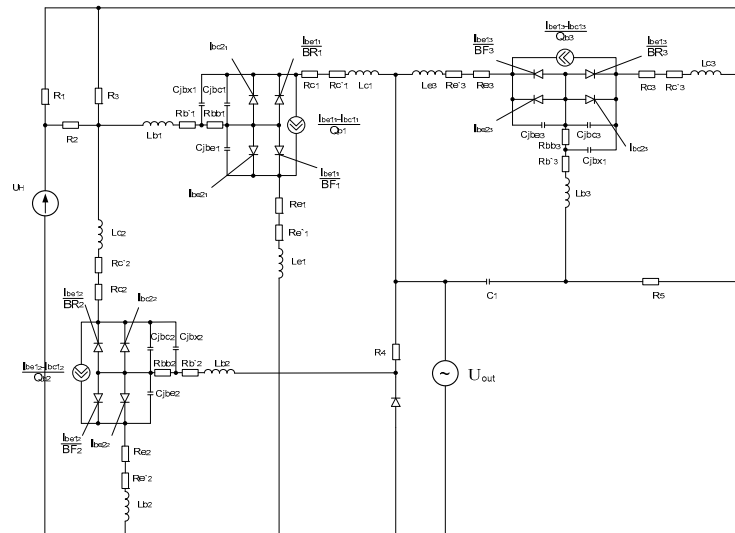 Ibe13-Ibc13
Qb3
Ibe13
BF3
Ibe13
BR3
Ibc21
Ibe11
BR1
Cjbx1
Cjbc1
Rc1
Rc`1
Lc1
Le3
Re`3
Re3
Rc3
Rc`3
Lc3
R1
R3
R2
Lb1
Rb`1
Rbb1
Ibe11-Ibc11
Qb1
Cjbe1
Ibe21
Ibe11
BF1
Ibe23
Cjbe3
Rbb3
Cjbc3
Ibc23
Rb`3
Cjbx1
Lb3
UH
Re1
Re`1
Le1
Lc2
Rc`2
Rc2
C1
R5
Ibe12
BR2
Ibc22
Cjbc2
Cjbx2
Rbb2
Rb`2
Lb2
R4
Ibe12-Ibc12
Qb2
Cjbe2
Uout
Ibe12
BF2
Ibe22
Re2
Re`2
Lb2